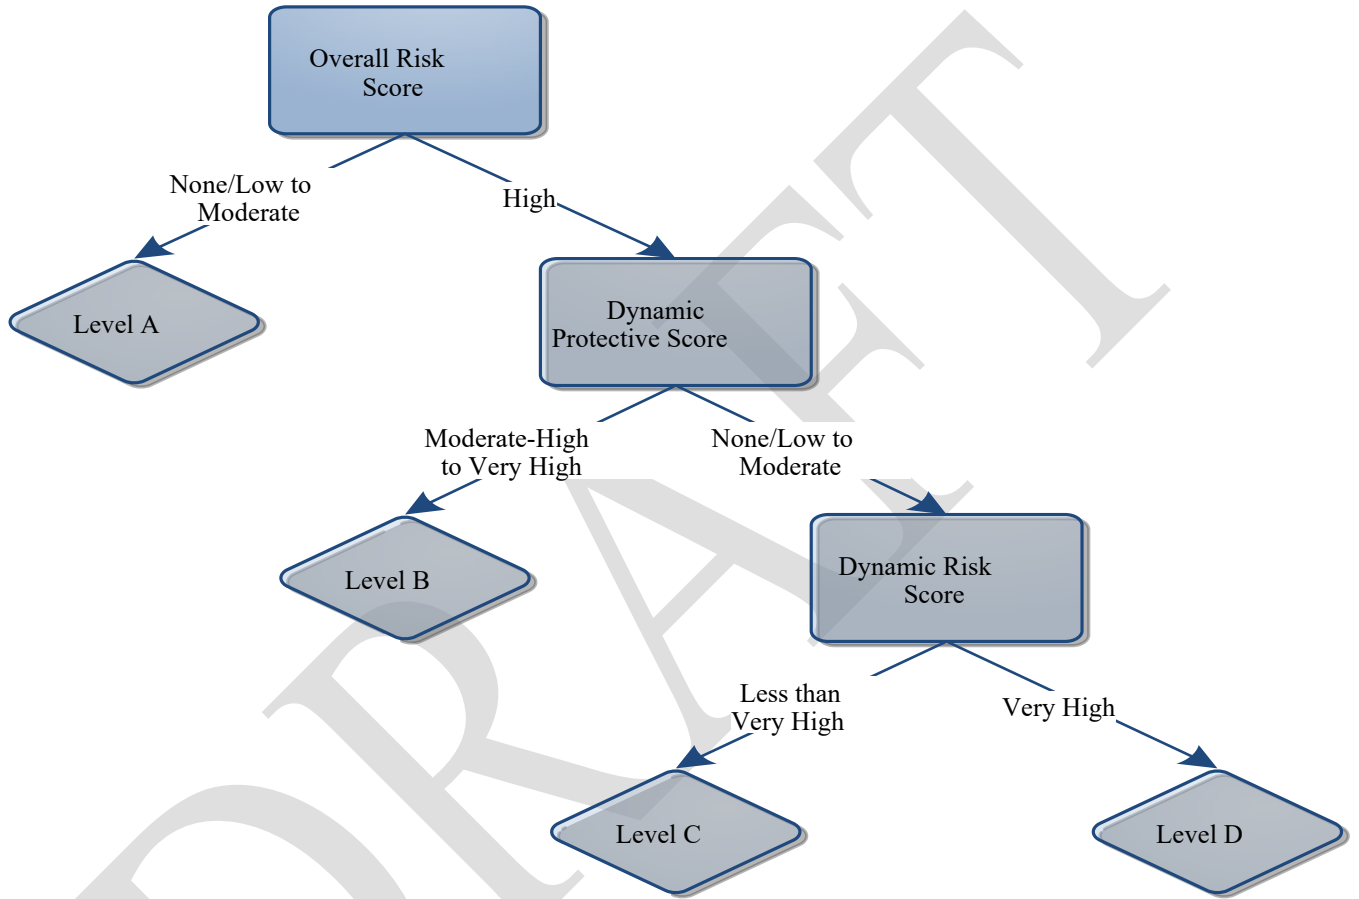 Overall Risk
Score
None/Low to
Moderate
High
Level A
Dynamic
Protective Score
Moderate-High
to Very High
None/Low to
Moderate
Level B
Dynamic Risk
Score
Less than
Very High
Very High
Level C
Level D
DRAFT